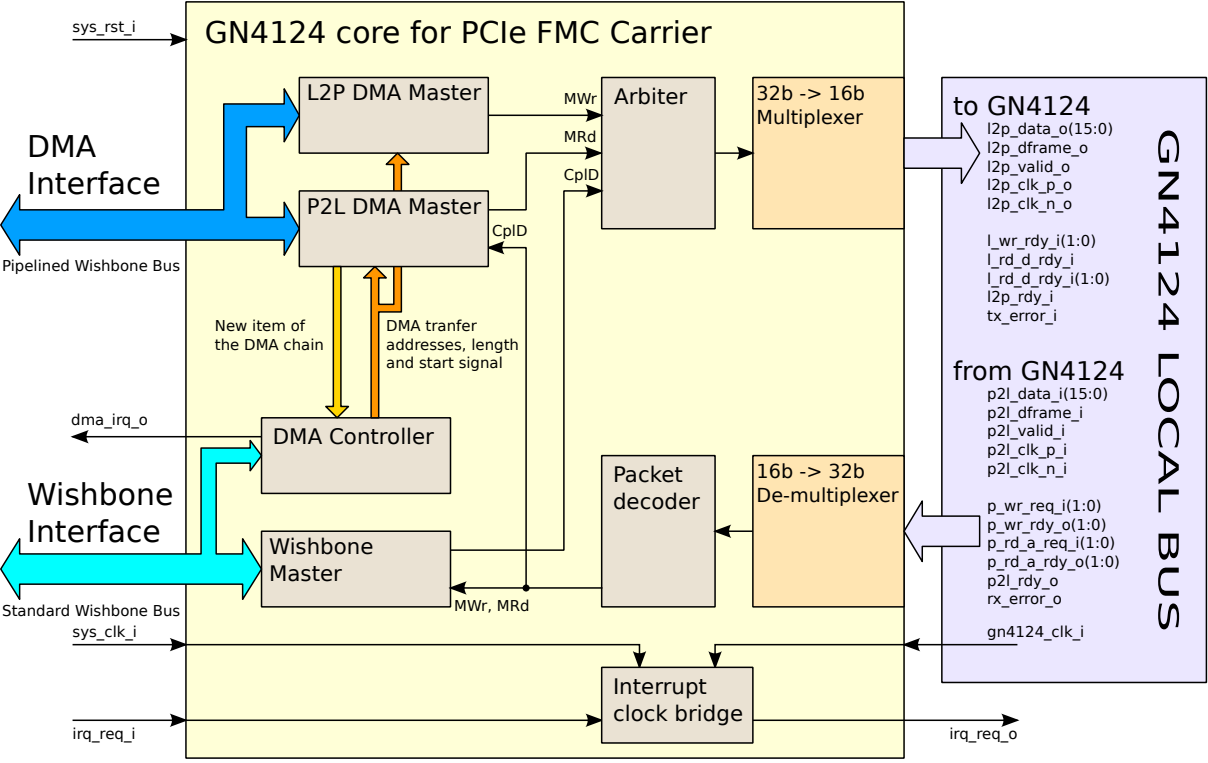 sys_rst_i
GN4124 core for PCIe FMC Carrier
L2P DMA Master
MWr
Arbiter
32b -> 16b
Multiplexer
MRd
CplD
DMA
Interface
Pipelined Wishbone Bus
P2L DMA Master
CplD
to GN4124
l2p_data_o(15:0)
l2p_dframe_o
l2p_valid_o
l2p_clk_p_o
l2p_clk_n_o
l_wr_rdy_i(1:0)
l_rd_d_rdy_i
l_rd_d_rdy_i(1:0)
l2p_rdy_i
tx_error_i
GN4124 LOCAL BUS
New item of
the DMA chain
DMA tranfer
addresses, length
and start signal
from GN4124
p2l_data_i(15:0)
p2l_dframe_i
p2l_valid_i
p2l_clk_p_i
p2l_clk_n_i
p_wr_req_i(1:0)
p_wr_rdy_o(1:0)
p_rd_a_req_i(1:0)
p_rd_a_rdy_o(1:0)
p2l_rdy_o
rx_error_o
dma_irq_o
DMA Controller
Packet
decoder
16b -> 32b
De-multiplexer
Wishbone
Interface
Standard Wishbone Bus
Wishbone
Master
MWr, MRd
sys_clk_i
gn4124_clk_i
Interrupt
clock bridge
irq_req_i
irq_req_o